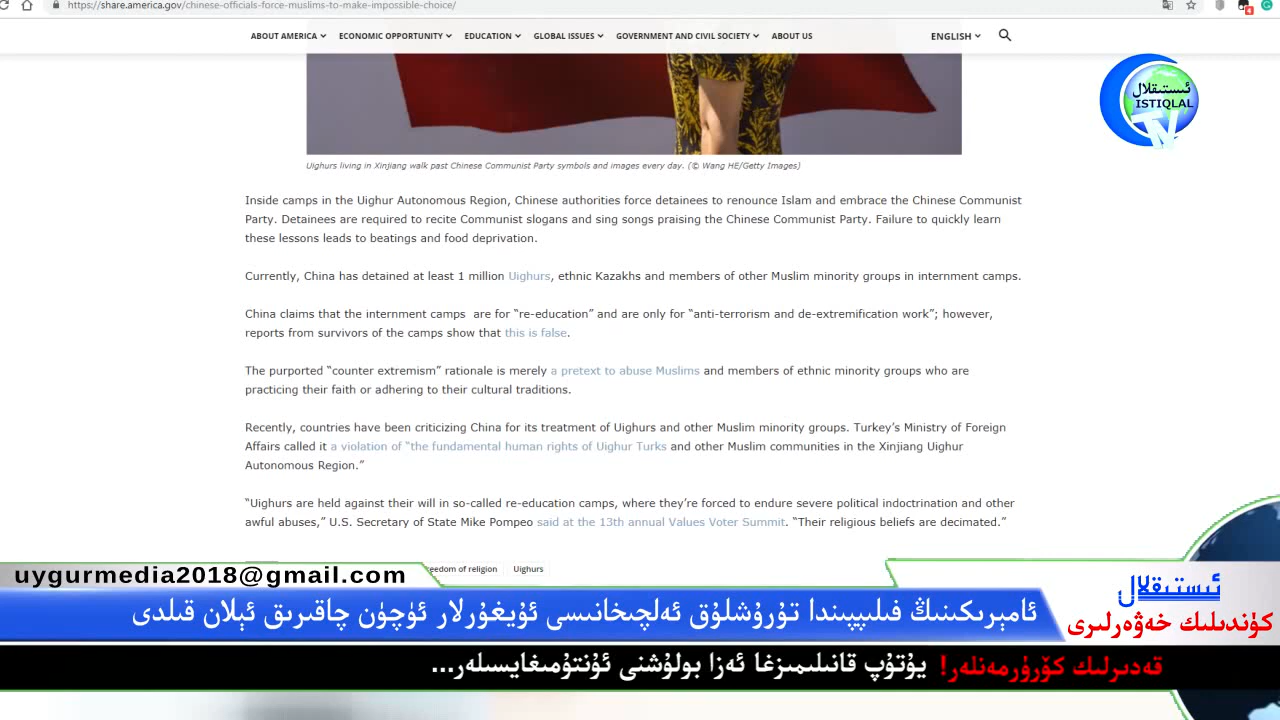 https://share.america.gov/chinese-officials-force-muslims-to-make-impossible-choice/
ABOUT AMERICA ECONOMIC OPPORTUNITY EDUCATION GLOBAL ISSUES GOVERNMENT AND CIVIL SOCIETY ABOUT US ENGLISH
ئىستىقلال
ISTIQLAL
TV
Uighurs living in Xinjiang walk past Chinese Communist Party symbols and images every day. (© Wang HE/Getty Images)
Inside camps in the Uighur Autonomous Region, Chinese authorities force detainees to renounce Islam and embrace the Chinese Communist
Party. Detainees are required to recite Communist slogans and sing songs praising the Chinese Communist Party. Failure to quickly learn
these lessons leads to beatings and food deprivation.
Currently, China has detained at least 1 million Uighurs, ethnic Kazakhs and members of other Muslim minority groups in internment camps.
China claims that the internment camps are for “re-education” and are only for “anti-terrorism and de-extremification work”; however,
reports from survivors of the camps show that this is false.
The purported “counter extremism” rationale is merely a pretext to abuse Muslims and members of ethnic minority groups who are
practicing their faith or adhering to their cultural traditions.
Recently, countries have been criticizing China for its treatment of Uighurs and other Muslim minority groups. Turkey’s Ministry of Foreign
Affairs called it a violation of “the fundamental human rights of Uighur Turks and other Muslim communities in the Xinjiang Uighur
Autonomous Region.”
“Uighurs are held against their will in so-called re-education camps, where they’re forced to endure severe political indoctrination and other
awful abuses,” U.S. Secretary of State Mike Pompeo said at the 13th annual Values Voter Summit. “Their religious beliefs are decimated.”
reedom of religion Uighurs
uygurmedia2018@gmail.com
ئىستىقلال
كۈندىلىك خەۋەرلىرى
ئامېرىكىنىڭ فىلىپپىندا تۇرۇشلۇق ئەلچىخانىسى ئۇيغۇرلار ئۈچۈن چاقىرىق ئېلان قىلدى
قەدىرلىك كۆرۈرمەنلەر! يۇتۇپ قانىلىمىزغا ئەزا بولۇشنى ئۇنتۇمىغايسىلەر...